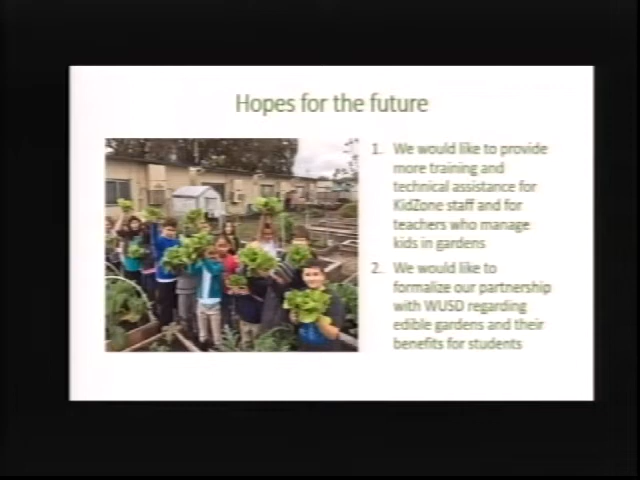 Hopes for the future
1. We would like to provide
more training and
technical assistance for
KidZone staff and for
teachers who manage
kids in gardens
2. We would like to
formalize our partnership
with WUSD regarding
edible gardens and their
benefits for students